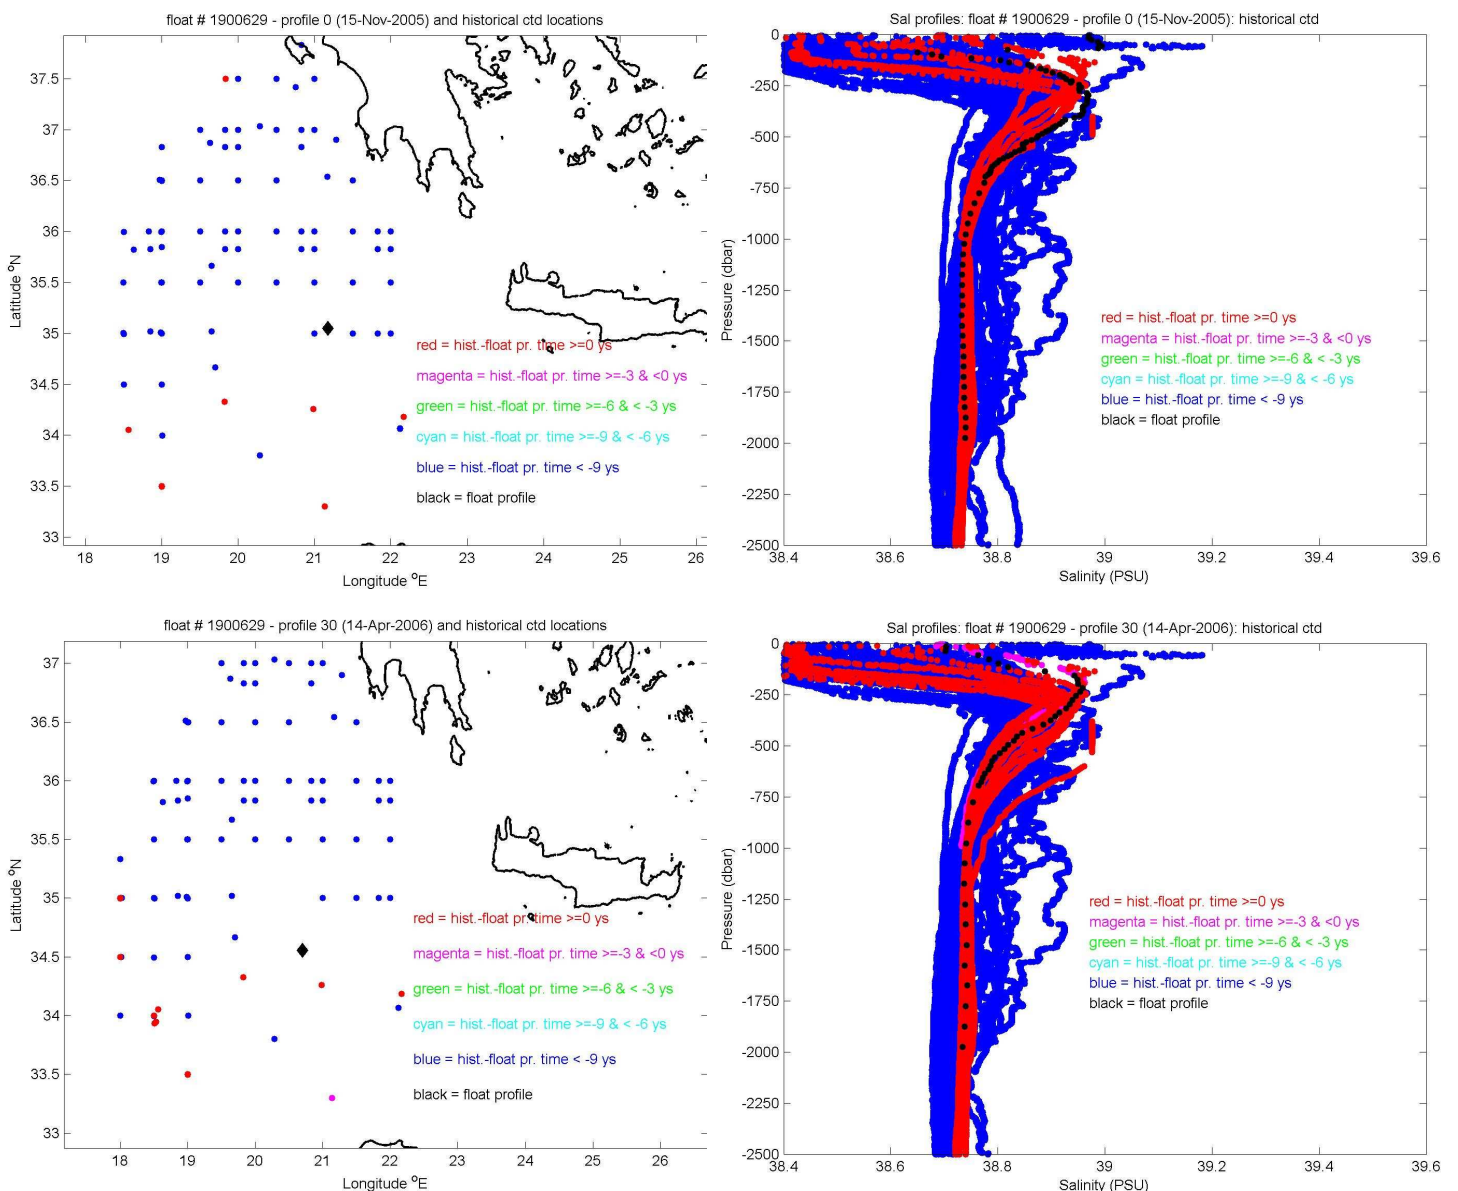 float # 1900629 - profile 0 (15-Nov-2005) and historical ctd locations
37.5
37
36.5
36
35.5
35
34.5
34
33.5
33
Latitude °N
18 19 20 21 22 23 24 25 26
Longitude °E
red = hist.-float pr. time >=0 ys
magenta = hist.-float pr. time >=-3 & <0 ys
green = hist.-float pr. time >=-6 & < -3 ys
cyan = hist.-float pr. time >=-9 & < -6 ys
blue = hist.-float pr. time < -9 ys
black = float profile
Sal profiles: float # 1900629 - profile 0 (15-Nov-2005): historical ctd
0
-250
-500
-750
-1000
-1250
-1500
-1750
-2000
-2250
-2500
Pressure (dbar)
38.4 38.6 38.8 39 39.2 39.4 39.6
Salinity (PSU)
red = hist.-float pr. time >=0 ys
magenta = hist.-float pr. time >=-3 & <0 ys
green = hist.-float pr. time >=-6 & < -3 ys
cyan = hist.-float pr. time >=-9 & < -6 ys
blue = hist.-float pr. time < -9 ys
black = float profile
float # 1900629 - profile 30 (14-Apr-2006) and historical ctd locations
37
36.5
36
35.5
35
34.5
34
33.5
33
Latitude °N
18 19 20 21 22 23 24 25 26
Longitude °E
red = hist.-float pr. time >=0 ys
magenta = hist.-float pr. time >=-3 & <0 ys
green = hist.-float pr. time >=-6 & < -3 ys
cyan = hist.-float pr. time >=-9 & < -6 ys
blue = hist.-float pr. time < -9 ys
black = float profile
Sal profiles: float # 1900629 - profile 30 (14-Apr-2006): historical ctd
0
-250
-500
-750
-1000
-1250
-1500
-1750
-2000
-2250
-2500
Pressure (dbar)
38.4 38.6 38.8 39 39.2 39.4 39.6
Salinity (PSU)
red = hist.-float pr. time >=0 ys
magenta = hist.-float pr. time >=-3 & <0 ys
green = hist.-float pr. time >=-6 & < -3 ys
cyan = hist.-float pr. time >=-9 & < -6 ys
blue = hist.-float pr. time < -9 ys
black = float profile